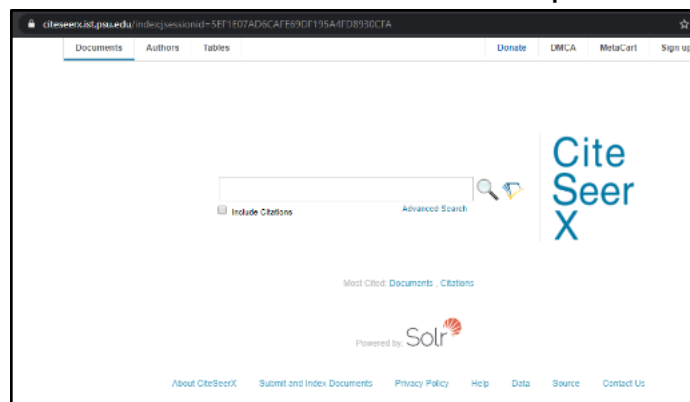 citeseerx.ist.psu.edu/index;jsessionid=5EF1E07AD6CAFE69DF195A4FD8930CFA
Documents Authors Tables Donate DMCA MetaCart Sign up
Cite
Seer
X
Include Citations Advanced Search
Most Cited: Documents , Citations
Powered by: Solr
About CiteSeerX Submit and Index Documents Privacy Policy Help Data Source Contact Us